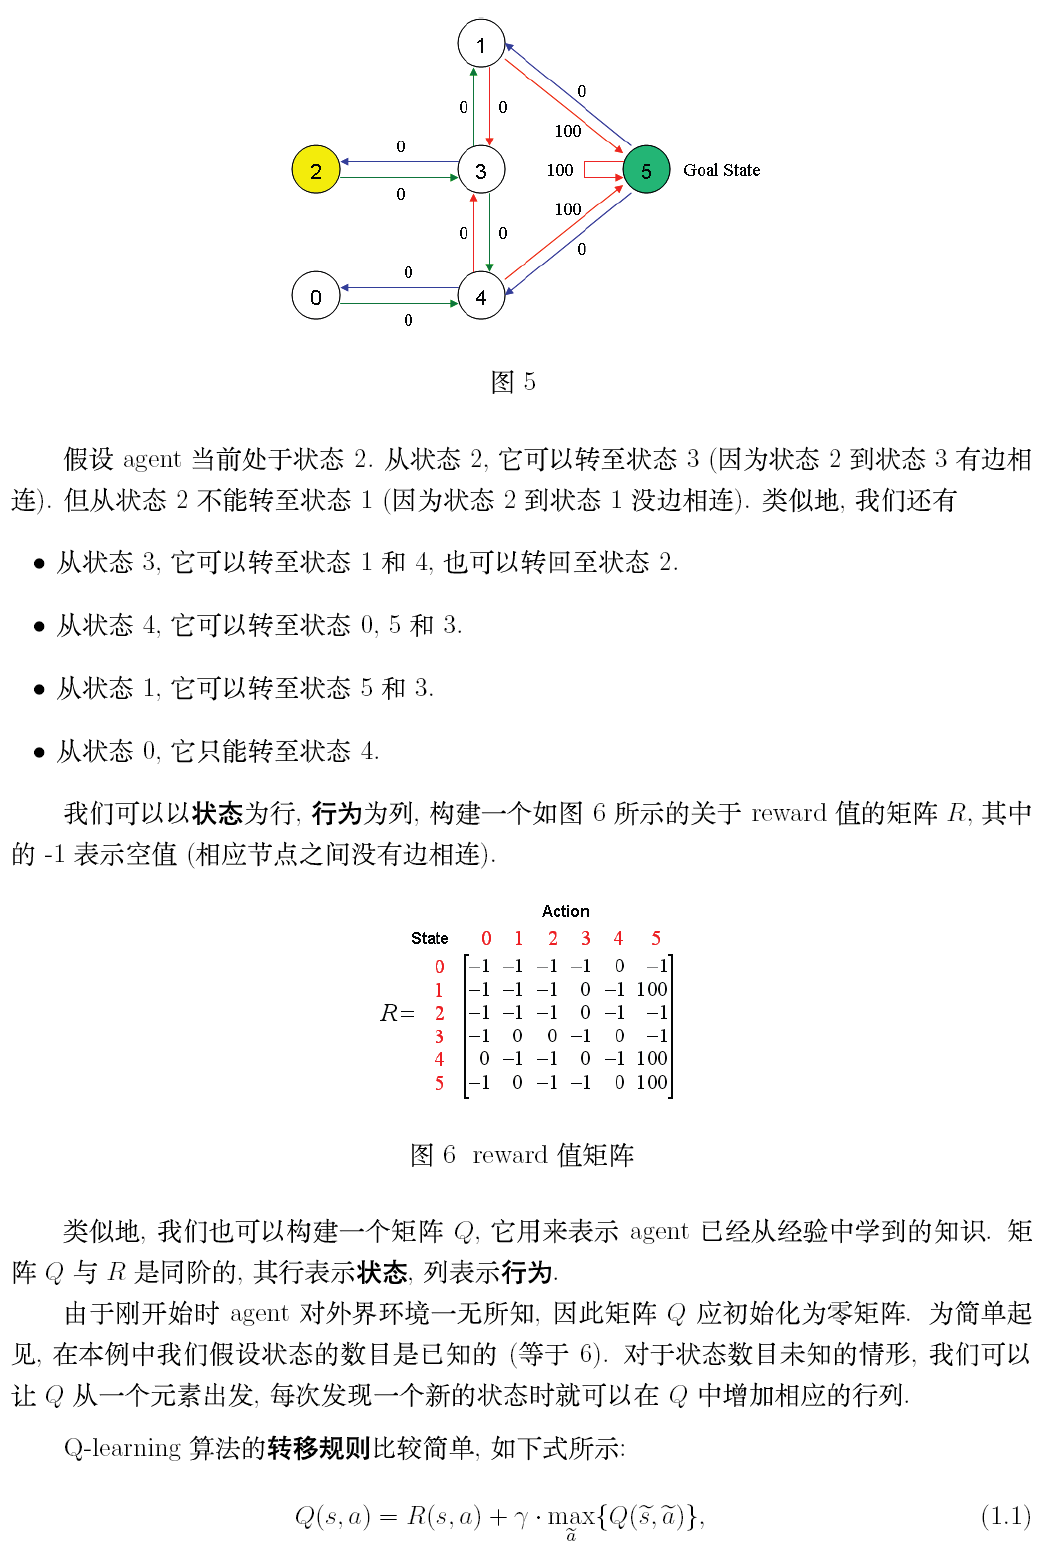 1
0
0 0
100
0
2 3 100 5 Goal State
0
100
0 0
0
0
0 4
0
图 5
假设 agent 当前处于状态 2. 从状态 2, 它可以转至状态 3 (因为状态 2 到状态 3 有边相
连). 但从状态 2 不能转至状态 1 (因为状态 2 到状态 1 没边相连). 类似地, 我们还有
• 从状态 3, 它可以转至状态 1 和 4, 也可以转回至状态 2.
• 从状态 4, 它可以转至状态 0, 5 和 3.
• 从状态 1, 它可以转至状态 5 和 3.
• 从状态 0, 它只能转至状态 4.
我们可以以状态为行, 行为为列, 构建一个如图 6 所示的关于 reward 值的矩阵 R, 其中
的 -1 表示空值 (相应节点之间没有边相连).
Action
State 0 1 2 3 4 5
0 –1 –1 –1 –1 0 –1
1 –1 –1 –1 0 –1 100
R= 2 –1 –1 –1 0 –1 –1
3 –1 0 0 –1 0 –1
4 0 –1 –1 0 –1 100
5 –1 0 –1 –1 0 100
图 6 reward 值矩阵
类似地, 我们也可以构建一个矩阵 Q, 它用来表示 agent 已经从经验中学到的知识. 矩
阵 Q 与 R 是同阶的, 其行表示状态, 列表示行为.
由于刚开始时 agent 对外界环境一无所知, 因此矩阵 Q 应初始化为零矩阵. 为简单起
见, 在本例中我们假设状态的数目是已知的 (等于 6). 对于状态数目未知的情形, 我们可以
让 Q 从一个元素出发, 每次发现一个新的状态时就可以在 Q 中增加相应的行列.
Q-learning 算法的转移规则比较简单, 如下式所示:
Q(s, a) = R(s, a) + γ · max_ã{Q(s̃, ã)}, (1.1)